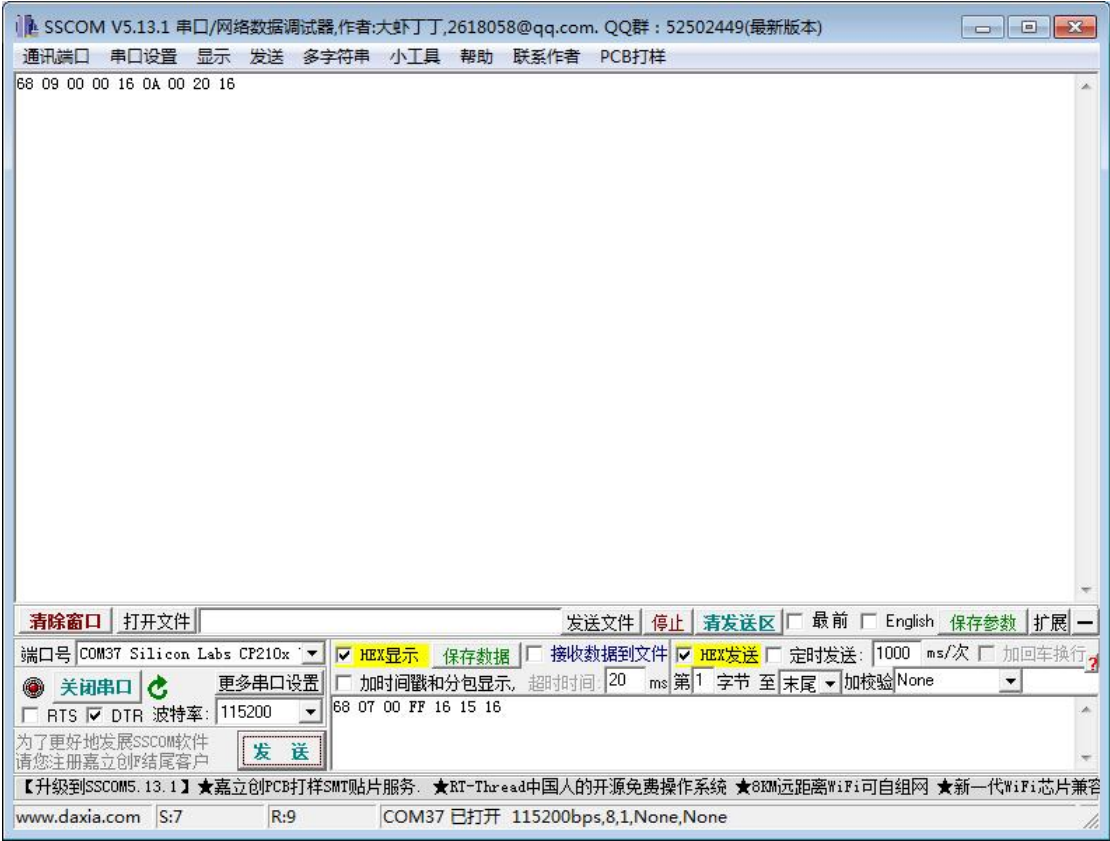 SSCOM V5.13.1 串口/网络数据调试器,作者:大虾丁丁,2618058@qq.com. QQ群：52502449(最新版本)
通讯端口 串口设置 显示 发送 多字符串 小工具 帮助 联系作者 PCB打样
68 09 00 00 16 0A 00 20 16
清除窗口 打开文件 发送文件 停止 清发送区 最前 English 保存参数 扩展 —
端口号 COM37 Silicon Labs CP210x HEX显示 保存数据 接收数据到文件 HEX发送 定时发送: 1000 ms/次 加回车换行
关闭串口 更多串口设置 加时间戳和分包显示, 超时时间: 20 ms 第 1 字节 至 末尾 加校验 None ?
RTS DTR 波特率: 115200 68 07 00 FF 16 15 16
为了更好地发展SSCOM软件
请您注册嘉立创F结尾客户 发 送
【升级到SSCOM5.13.1】★嘉立创PCB打样SMT贴片服务. ★RT-Thread中国人的开源免费操作系统 ★8KM远距离WiFi可自组网 ★新一代WiFi芯片兼容
www.daxia.com S:7 R:9 COM37 已打开 115200bps,8,1,None,None